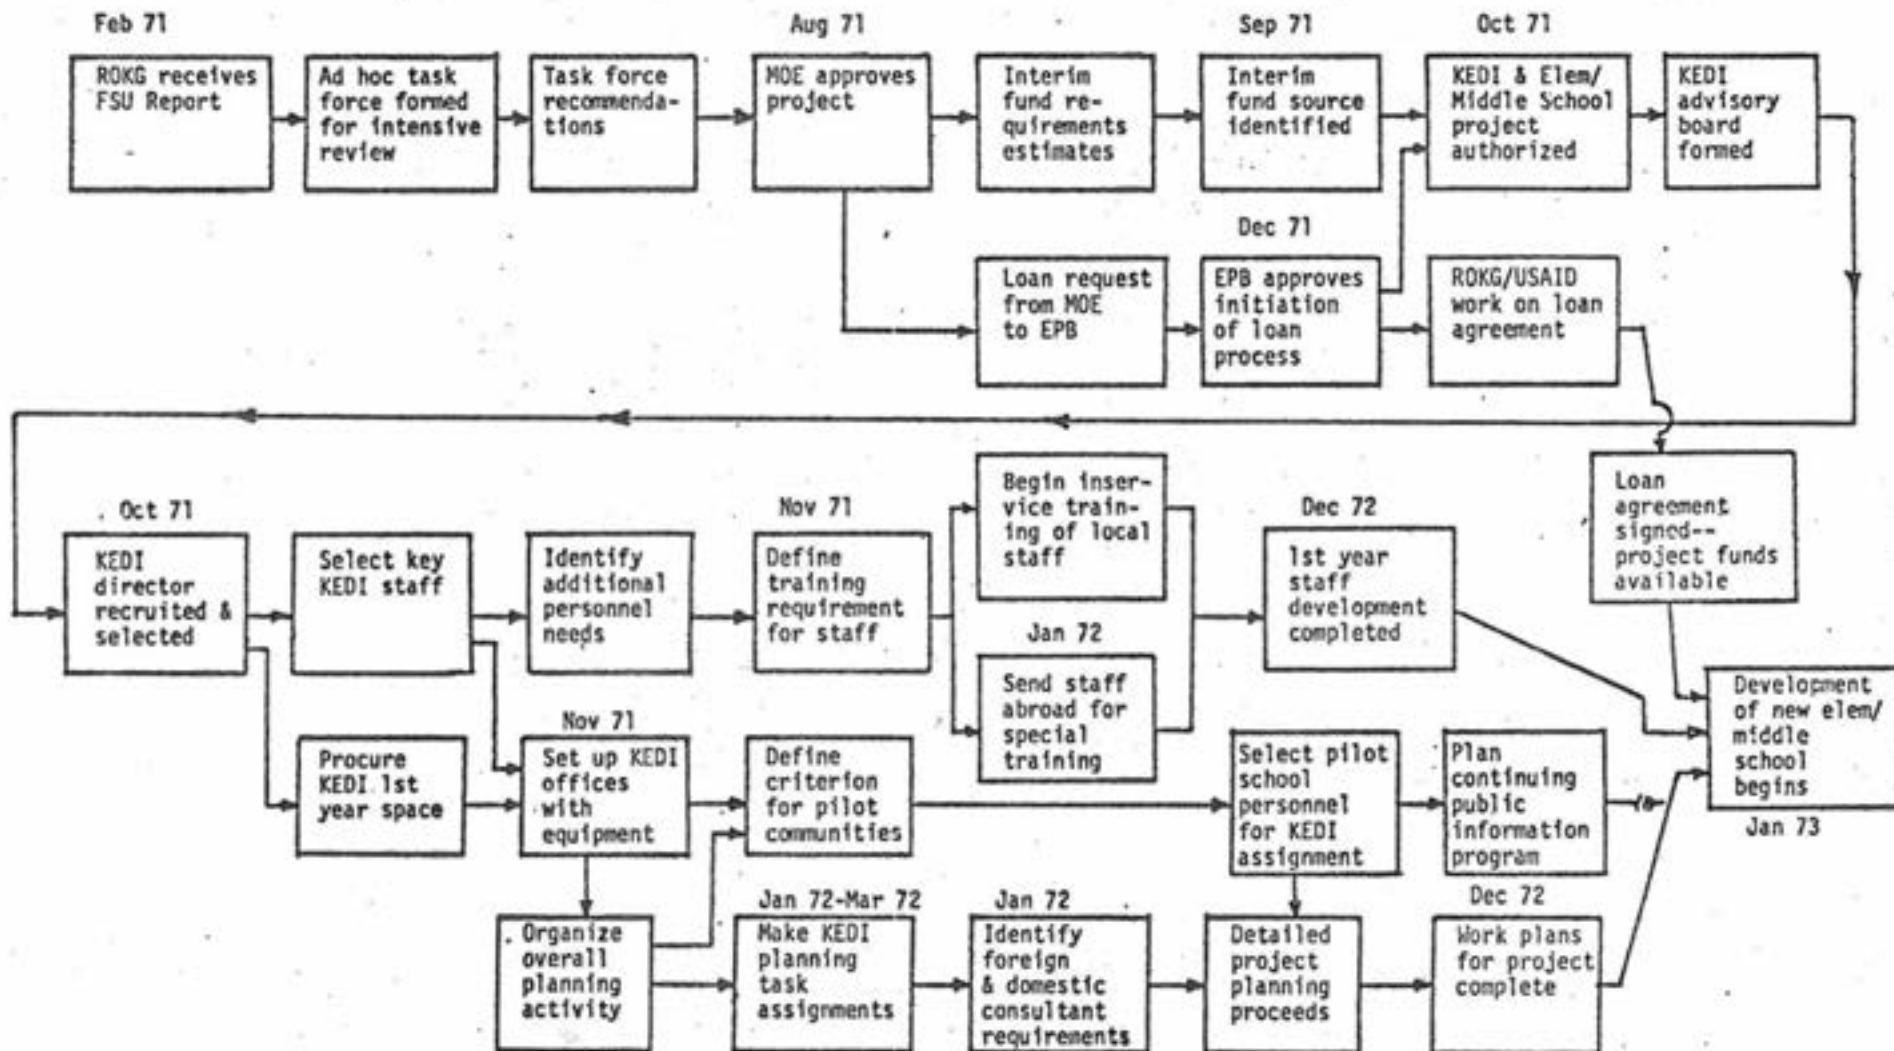 Feb 71
ROKG receives
FSU Report
Ad hoc task
force formed
for intensive
review
Task force
recommenda-
tions
Aug 71
MOE approves
project
Interim
fund re-
quirements
estimates
Sep 71
Interim
fund source
identified
Oct 71
KEDI & Elem/
Middle School
project
authorized
KEDI
advisory
board
formed
Loan request
from MOE
to EPB
Dec 71
EPB approves
initiation
of loan
process
ROKG/USAID
work on loan
agreement
Loan
agreement
signed--
project funds
available
Oct 71
KEDI
director
recruited &
selected
Select key
KEDI staff
Identify
additional
personnel
needs
Nov 71
Define
training
requirement
for staff
Begin inser-
vice train-
ing of local
staff
Jan 72
Send staff
abroad for
special
training
Dec 72
1st year
staff
development
completed
Development
of new elem/
middle
school
begins
Jan 73
Procure
KEDI 1st
year space
Nov 71
Set up KEDI
offices
with
equipment
Define
criterion
for pilot
communities
Select pilot
school
personnel
for KEDI
assignment
Plan
continuing
public
information
program
Organize
overall
planning
activity
Jan 72-Mar 72
Make KEDI
planning
task
assignments
Jan 72
Identify
foreign
& domestic
consultant
requirements
Detailed
project
planning
proceeds
Dec 72
Work plans
for project
complete